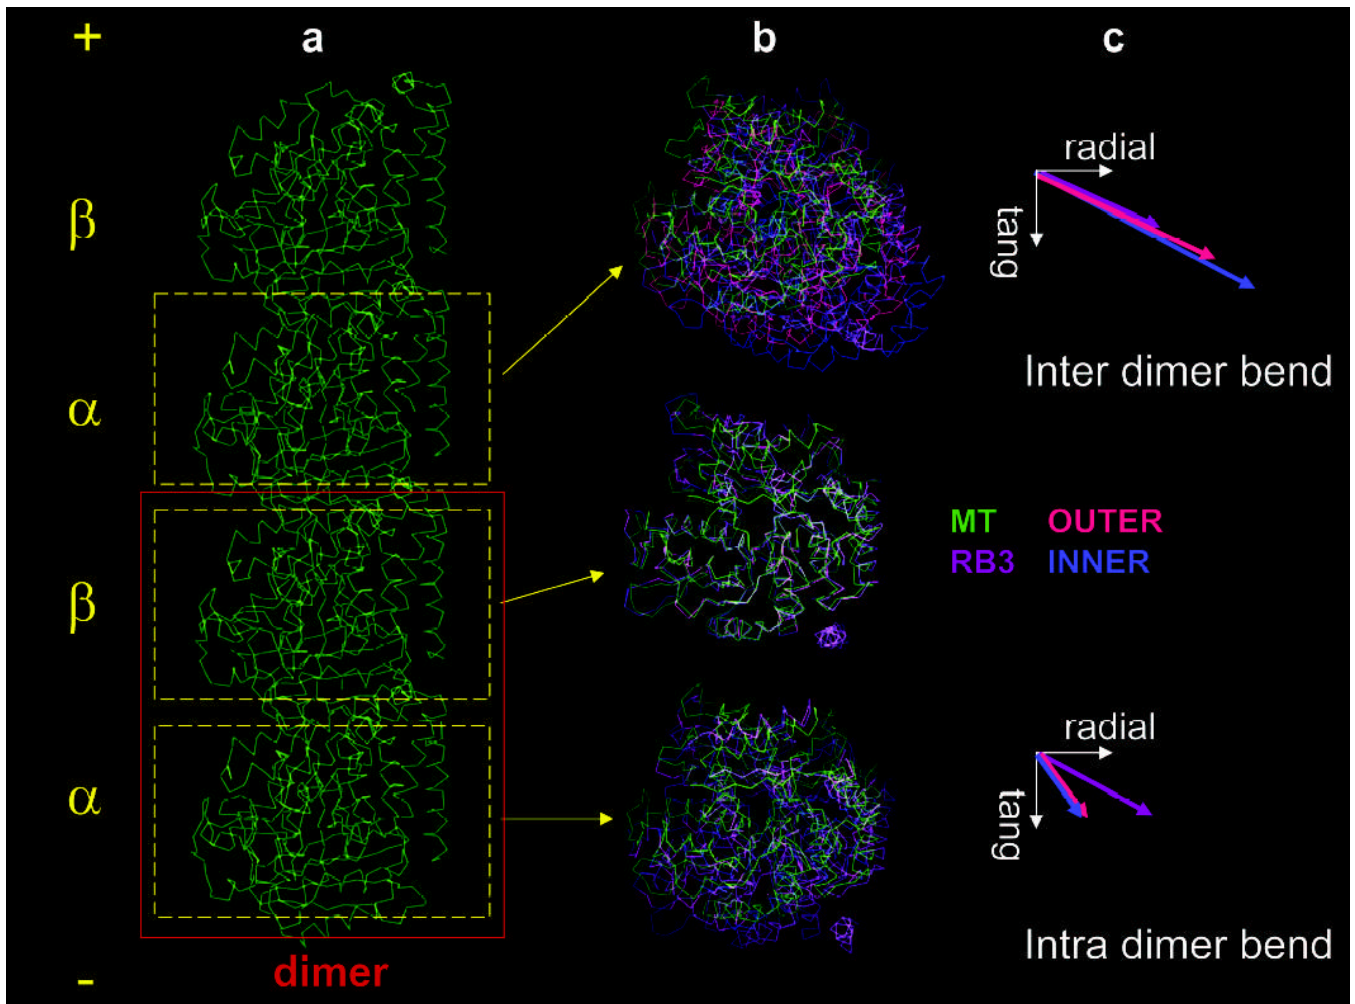 +
a
b
c
radial
tang
β
Inter dimer bend
α
MT OUTER
RB3 INNER
β
radial
tang
α
Intra dimer bend
dimer
-